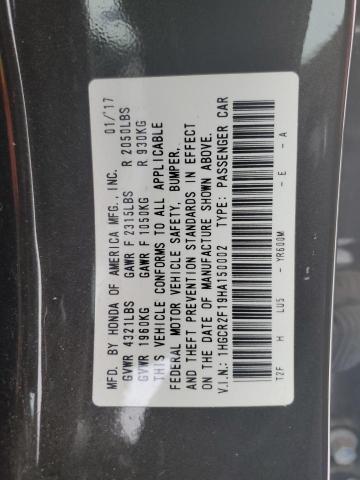 MFD. BY HONDA OF AMERICA MFG., INC. 01/17
GVWR 4321LBS GAWR F 2315LBS R 2050LBS
GVWR 1960KG GAWR F 1050KG R 930KG
THIS VEHICLE CONFORMS TO ALL APPLICABLE
FEDERAL MOTOR VEHICLE SAFETY, BUMPER,
AND THEFT PREVENTION STANDARDS IN EFFECT
ON THE DATE OF MANUFACTURE SHOWN ABOVE.
V.I.N.: 1HGCR2F19HA150002 TYPE: PASSENGER CAR
YR600M - E - A
T2F H LU5